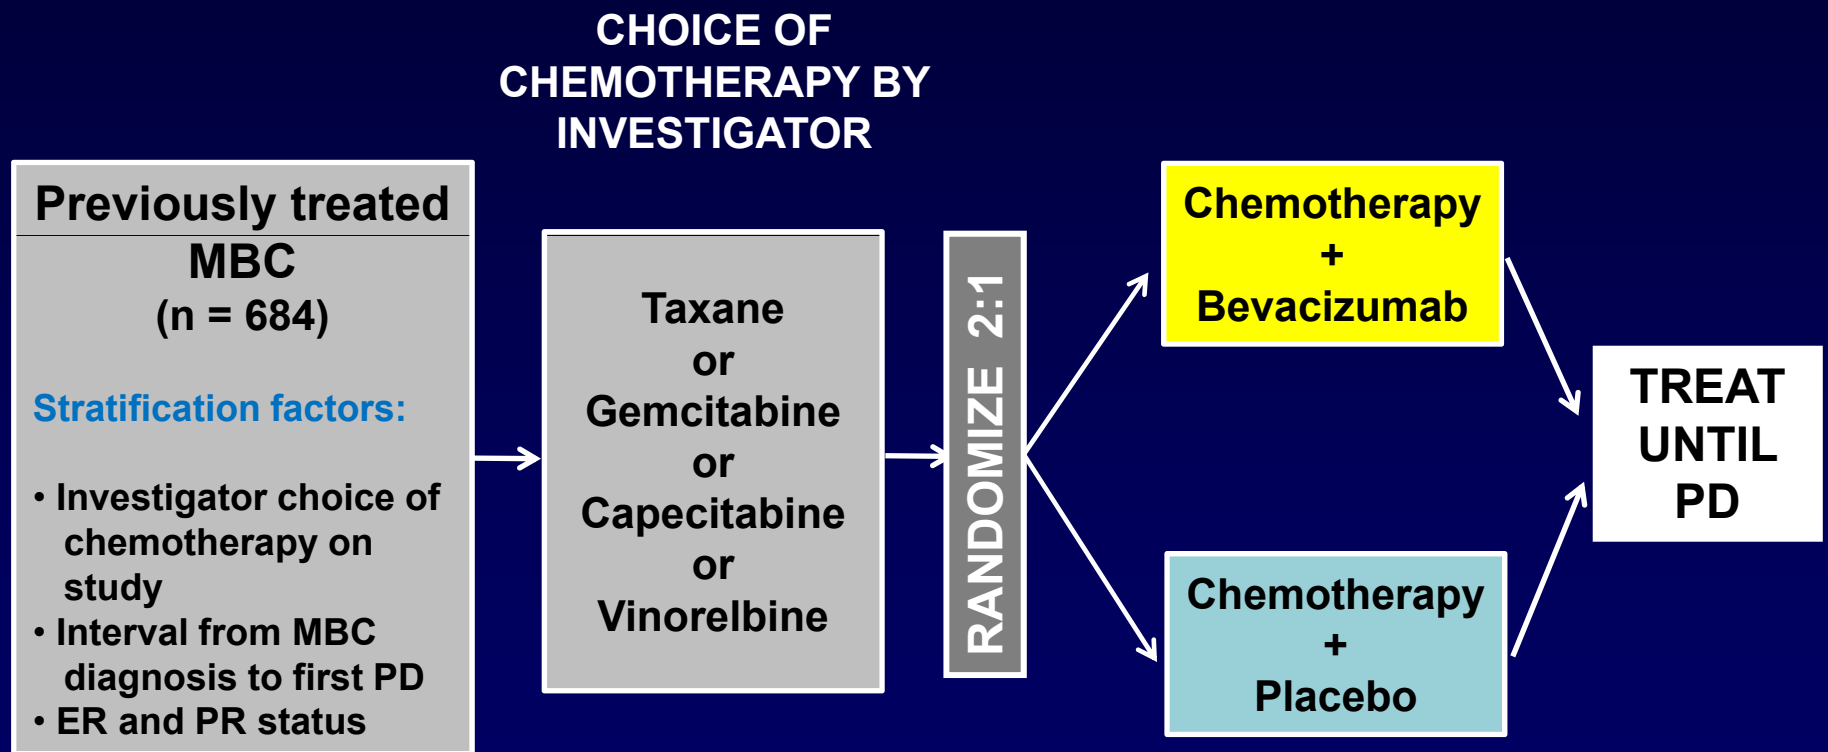 CHOICE OF
CHEMOTHERAPY BY
INVESTIGATOR
Previously treated
MBC
(n = 684)
Stratification factors:
• Investigator choice of
chemotherapy on
study
• Interval from MBC
diagnosis to first PD
• ER and PR status
Taxane
or
Gemcitabine
or
Capecitabine
or
Vinorelbine
RANDOMIZE 2:1
Chemotherapy
+
Bevacizumab
Chemotherapy
+
Placebo
TREAT
UNTIL
PD